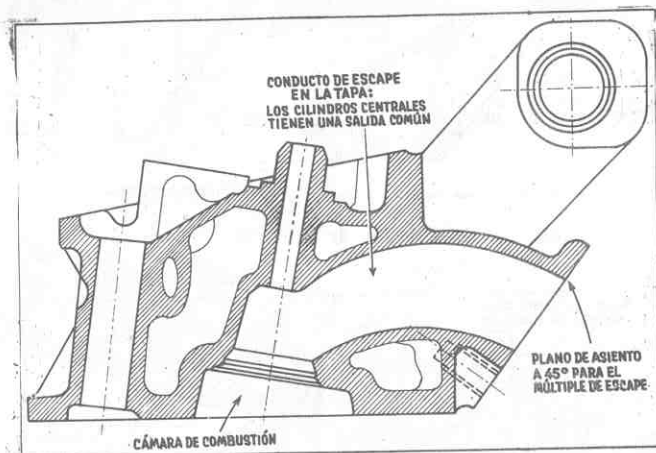 CONDUCTO DE ESCAPE
EN LA TAPA:
LOS CILINDROS CENTRALES
TIENEN UNA SALIDA COMÚN
PLANO DE ASIENTO
A 45º PARA EL
MÚLTIPLE DE ESCAPE
CÁMARA DE COMBUSTIÓN